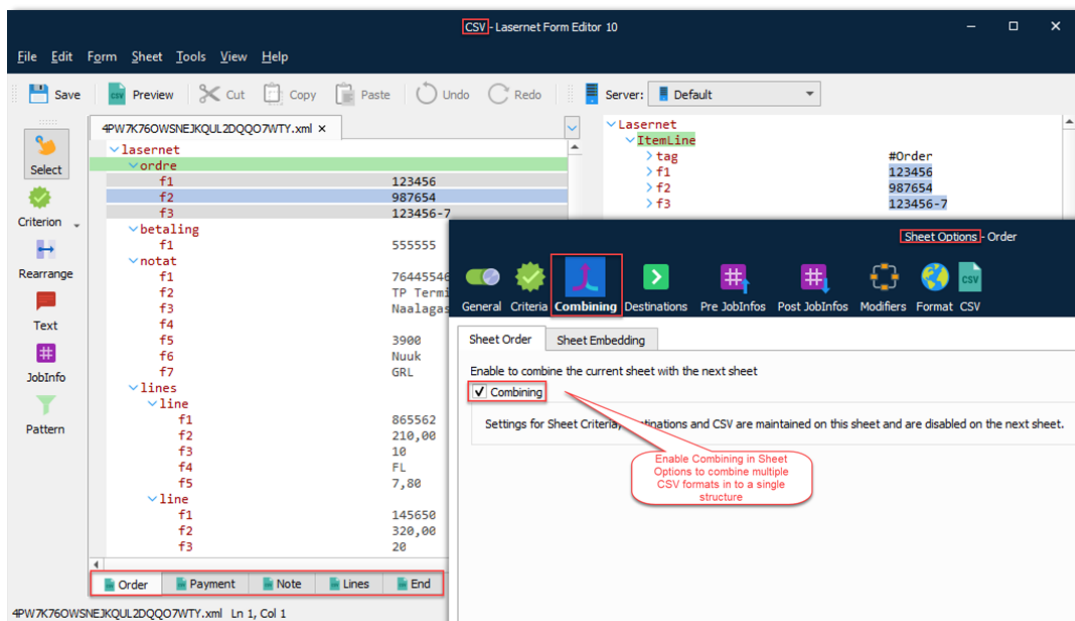 CSV - Lasernet Form Editor 10
File Edit Form Sheet Tools View Help
Save Preview Cut Copy Paste Undo Redo Server: Default
4PW7K76OWSNEJKQUL2DQQO7WTY.xml ×
Select
Criterion
Rearrange
Text
JobInfo
Pattern
lasernet
ordre
f1 123456
f2 987654
f3 123456-7
betaling
f1 555555
notat
f1 76445546
f2 TP Termi
f3 Naalagas
f4
f5 3900
f6 Nuuk
f7 GRL
lines
line
f1 865562
f2 210,00
f3 10
f4 FL
f5 7,80
line
f1 145650
f2 320,00
f3 20
Order Payment Note Lines End
4PW7K76OWSNEJKQUL2DQQO7WTY.xml Ln 1, Col 1
Lasernet
ItemLine
tag #Order
f1 123456
f2 987654
f3 123456-7
Sheet Options - Order
General Criteria Combining Destinations Pre JobInfos Post JobInfos Modifiers Format CSV
Sheet Order Sheet Embedding
Enable to combine the current sheet with the next sheet
Combining
Settings for Sheet Criteria, tinations and CSV are maintained on this sheet and are disabled on the next sheet.
Enable Combining in Sheet
Options to combine multiple
CSV formats in to a single
structure